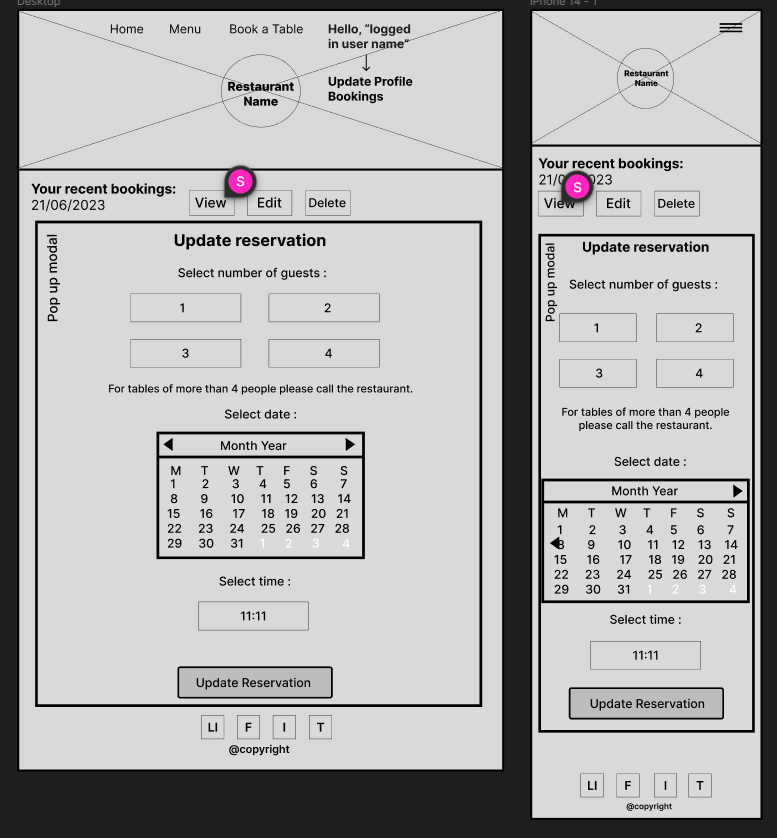 Desktop
Home Menu Book a Table Hello, “logged
in user name”
Update Profile
Bookings
Restaurant
Name
Your recent bookings:
21/06/2023
View Edit Delete
S
Pop up modal
Update reservation
Select number of guests :
1 2
3 4
For tables of more than 4 people please call the restaurant.
Select date :
Month Year
M T W T F S S
1 2 3 4 5 6 7
8 9 10 11 12 13 14
15 16 17 18 19 20 21
22 23 24 25 26 27 28
29 30 31 1 2 3 4
Select time :
11:11
Update Reservation
LI F I T
@copyright
iPhone 14 - 1
Restaurant
Name
Your recent bookings:
S
View Edit Delete
Pop up modal
Update reservation
Select number of guests :
1 2
3 4
For tables of more than 4 people
please call the restaurant.
Select date :
Month Year
M T W T F S S
1 2 3 4 5 6 7
8 9 10 11 12 13 14
15 16 17 18 19 20 21
22 23 24 25 26 27 28
29 30 31 1 2 3 4
Select time :
11:11
Update Reservation
LI F I T
@copyright